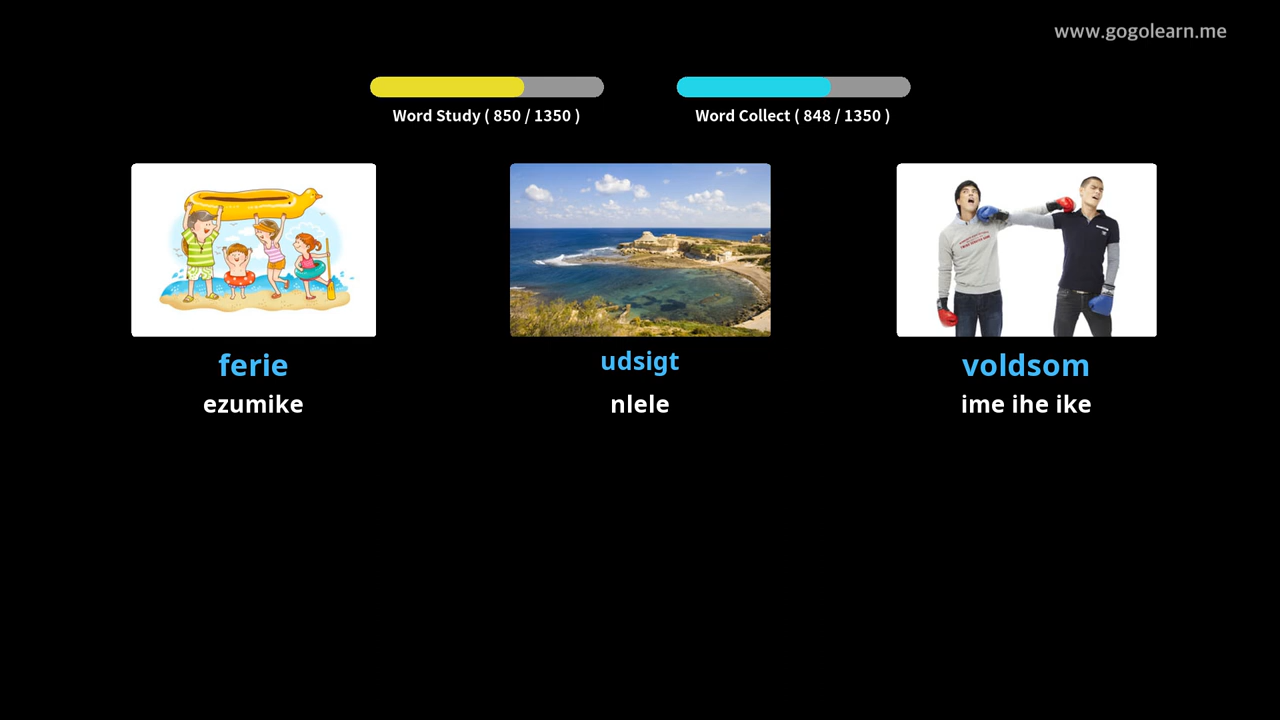 www.gogolearn.me
Word Study ( 850 / 1350 )
Word Collect ( 848 / 1350 )
ferie
udsigt
voldsom
ezumike
nlele
ime ihe ike